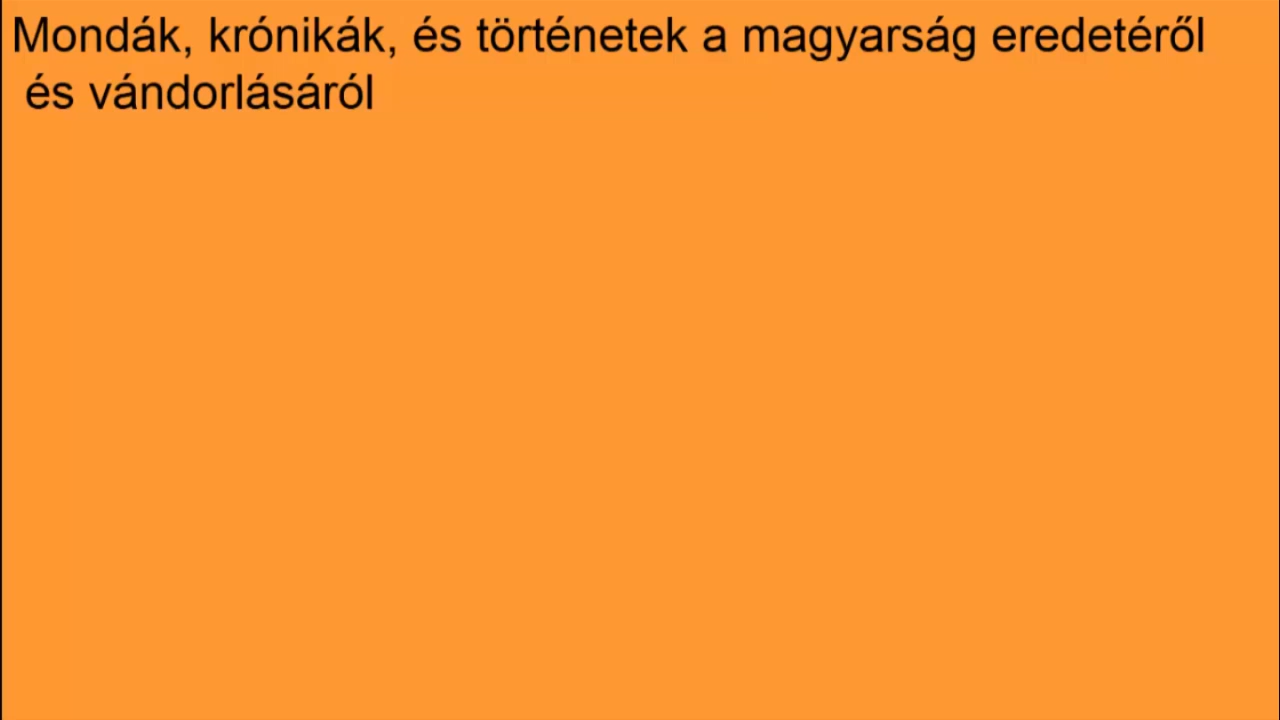 Mondák, krónikák, és történetek a magyarság eredetéről
és vándorlásáról